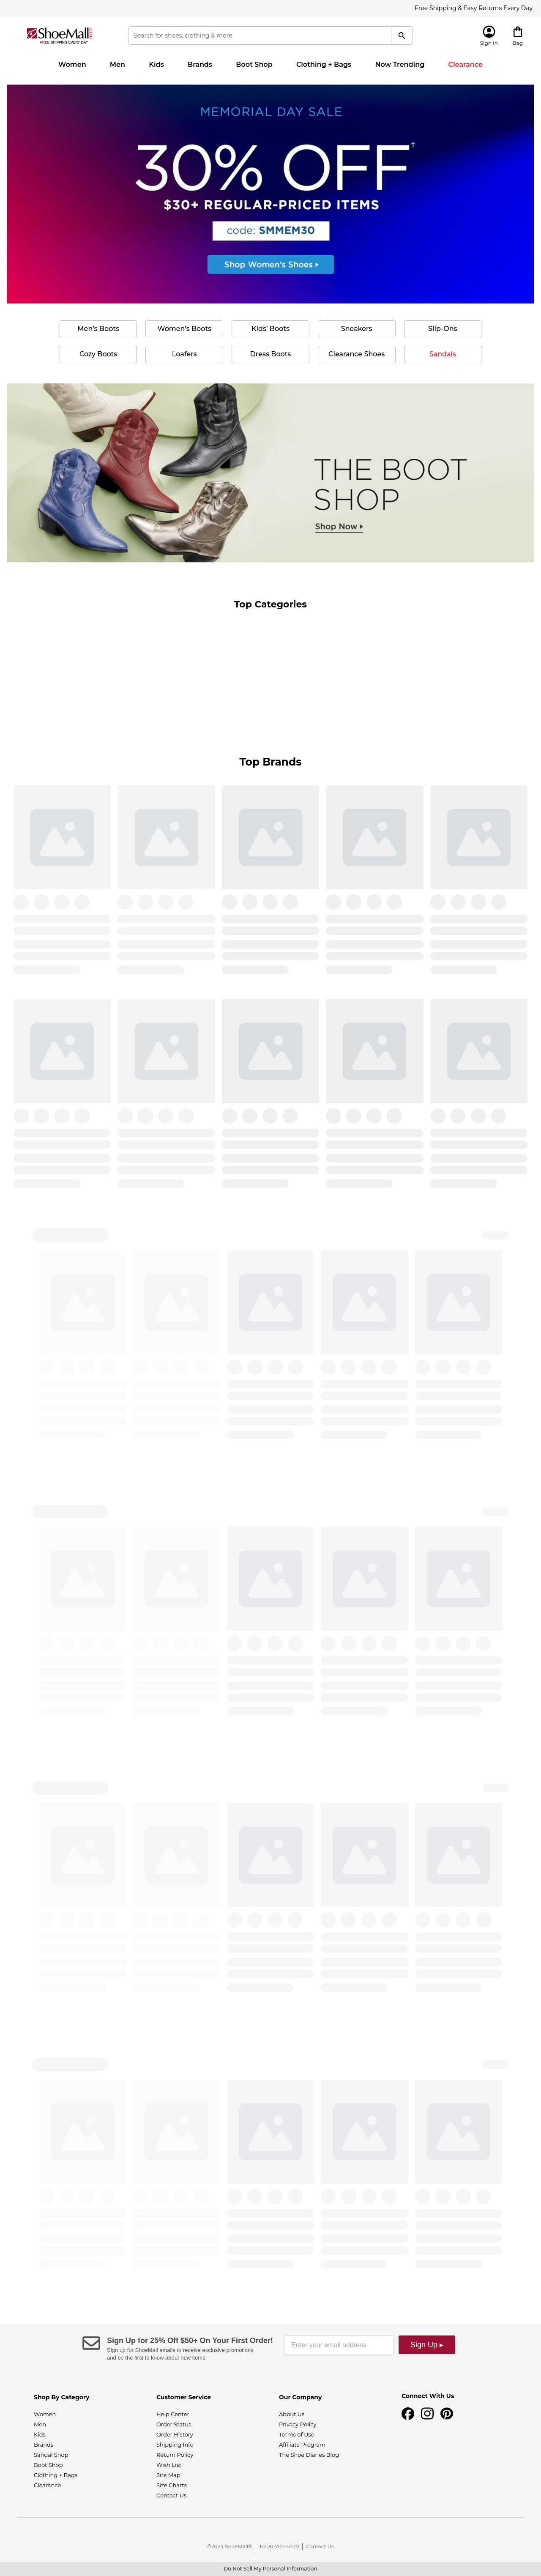 Free Shipping & Easy Returns Every Day
ShoeMall
FREE SHIPPING EVERY DAY
Search for shoes, clothing & more
Sign In
Bag
Women
Men
Kids
Brands
Boot Shop
Clothing + Bags
Now Trending
Clearance
MEMORIAL DAY SALE
30% OFF†
$30+ REGULAR-PRICED ITEMS
code: SMMEM30
Shop Women's Shoes
Men's Boots
Women's Boots
Kids' Boots
Sneakers
Slip-Ons
Cozy Boots
Loafers
Dress Boots
Clearance Shoes
Sandals
THE BOOT
SHOP
Shop Now
Top Categories
Top Brands
Sign Up for 25% Off $50+ On Your First Order!
Sign up for ShoeMall emails to receive exclusive promotions
and be the first to know about new items!
Enter your email address
Sign Up ▸
Shop By Category
Women
Men
Kids
Brands
Sandal Shop
Boot Shop
Clothing + Bags
Clearance
Customer Service
Help Center
Order Status
Order History
Shipping Info
Return Policy
Wish List
Site Map
Size Charts
Contact Us
Our Company
About Us
Privacy Policy
Terms of Use
Affiliate Program
The Shoe Diaries Blog
Connect With Us
©2024 ShoeMall® | 1-800-704-5478 | Contact Us
Do Not Sell My Personal Information